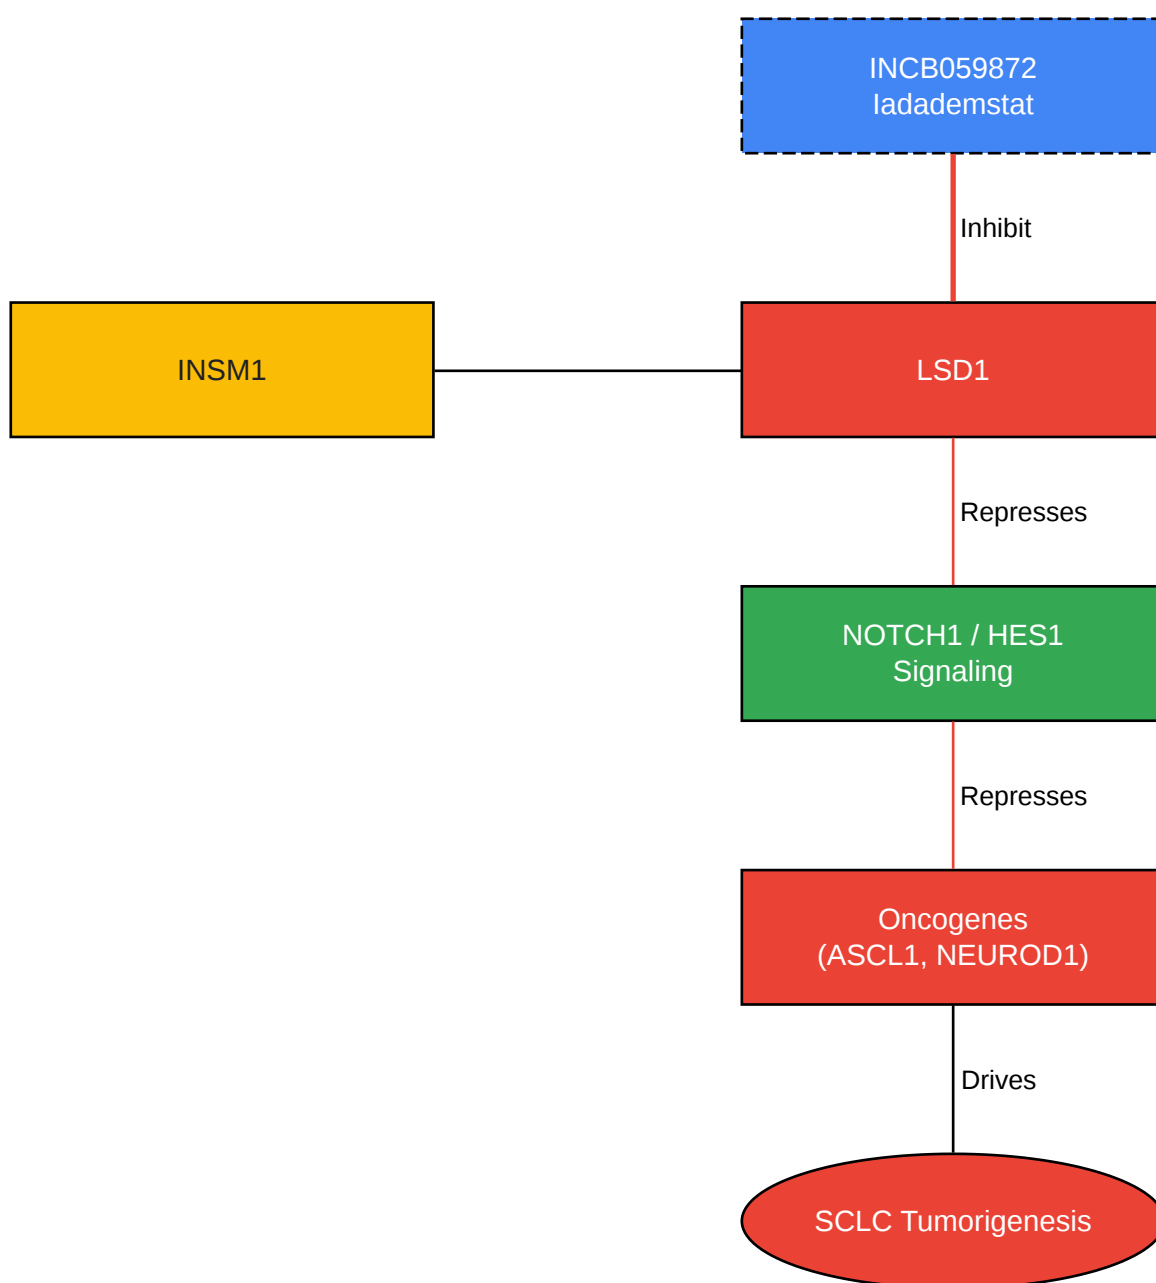 INCB059872
Iadademstat
Inhibit
INSM1
LSD1
Represses
NOTCH1 / HES1
Signaling
Represses
Oncogenes
(ASCL1, NEUROD1)
Drives
SCLC Tumorigenesis